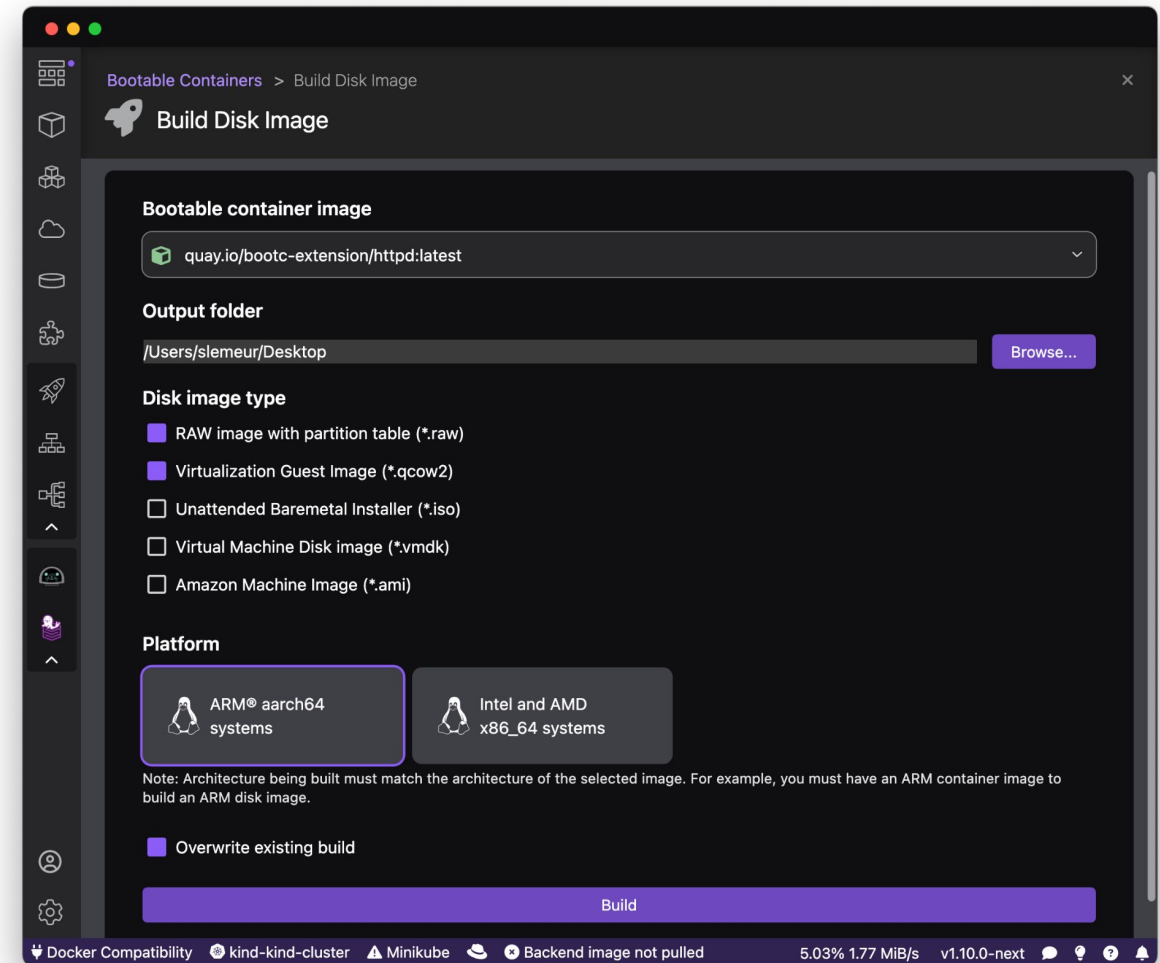 Bootable Containers > Build Disk Image
Build Disk Image
Bootable container image
quay.io/bootc-extension/httpd:latest
Output folder
/Users/slemeur/Desktop
Browse...
Disk image type
RAW image with partition table (*.raw)
Virtualization Guest Image (*.qcow2)
Unattended Baremetal Installer (*.iso)
Virtual Machine Disk image (*.vmdk)
Amazon Machine Image (*.ami)
Platform
ARM® aarch64
systems
Intel and AMD
x86_64 systems
Note: Architecture being built must match the architecture of the selected image. For example, you must have an ARM container image to
build an ARM disk image.
Overwrite existing build
Build
Docker Compatibility kind-kind-cluster Minikube Backend image not pulled 5.03% 1.77 MiB/s v1.10.0-next